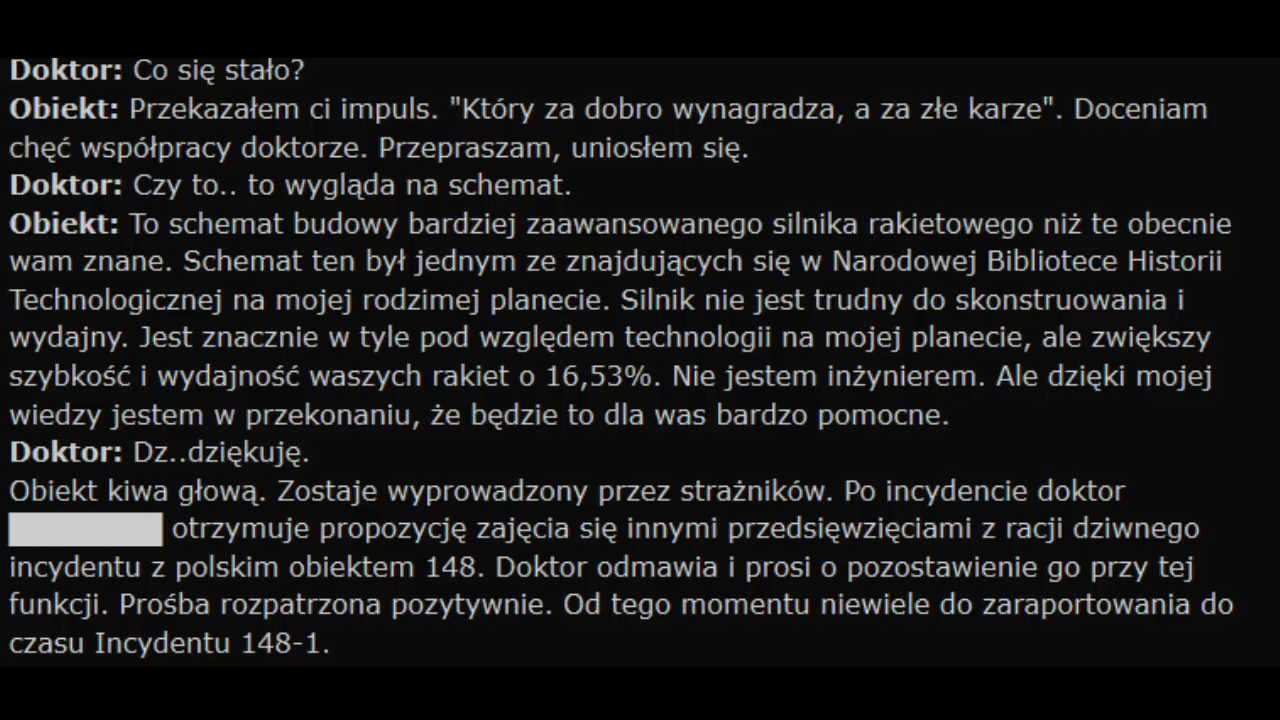 Doktor: Co się stało?
Obiekt: Przekazałem ci impuls. "Który za dobro wynagradza, a za złe karze". Doceniam
chęć współpracy doktorze. Przepraszam, uniosłem się.
Doktor: Czy to.. to wygląda na schemat.
Obiekt: To schemat budowy bardziej zaawansowanego silnika rakietowego niż te obecnie
wam znane. Schemat ten był jednym ze znajdujących się w Narodowej Bibliotece Historii
Technologicznej na mojej rodzimej planecie. Silnik nie jest trudny do skonstruowania i
wydajny. Jest znacznie w tyle pod względem technologii na mojej planecie, ale zwiększy
szybkość i wydajność waszych rakiet o 16,53%. Nie jestem inżynierem. Ale dzięki mojej
wiedzy jestem w przekonaniu, że będzie to dla was bardzo pomocne.
Doktor: Dz..dziękuję.
Obiekt kiwa głową. Zostaje wyprowadzony przez strażników. Po incydencie doktor
otrzymuje propozycję zajęcia się innymi przedsięwzięciami z racji dziwnego
incydentu z polskim obiektem 148. Doktor odmawia i prosi o pozostawienie go przy tej
funkcji. Prośba rozpatrzona pozytywnie. Od tego momentu niewiele do zaraportowania do
czasu Incydentu 148-1.